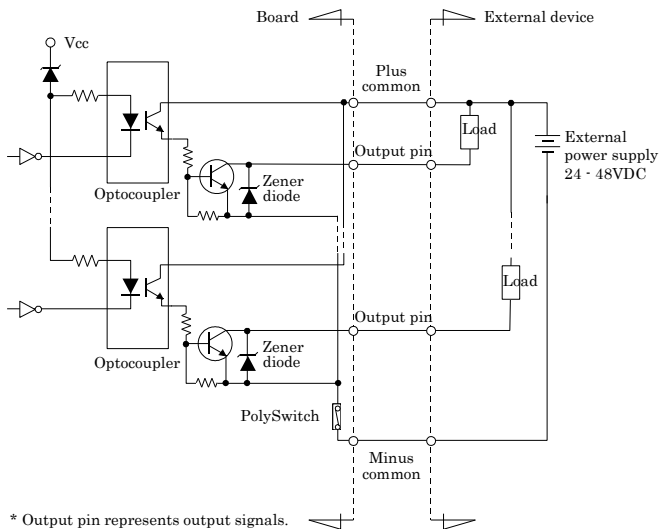 Board
External device
Vcc
Plus
common
Load
External
power supply
24 - 48VDC
Output pin
Optocoupler
Zener
diode
Load
Output pin
Optocoupler
Zener
diode
PolySwitch
Minus
common
* Output pin represents output signals.